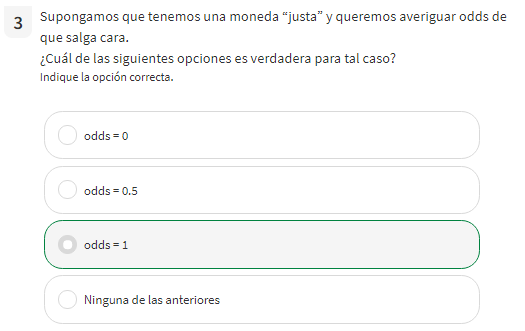 3
Supongamos que tenemos una moneda “justa” y queremos averiguar odds de
que salga cara.
¿Cuál de las siguientes opciones es verdadera para tal caso?
Indique la opción correcta.
odds = 0
odds = 0.5
odds = 1
Ninguna de las anteriores